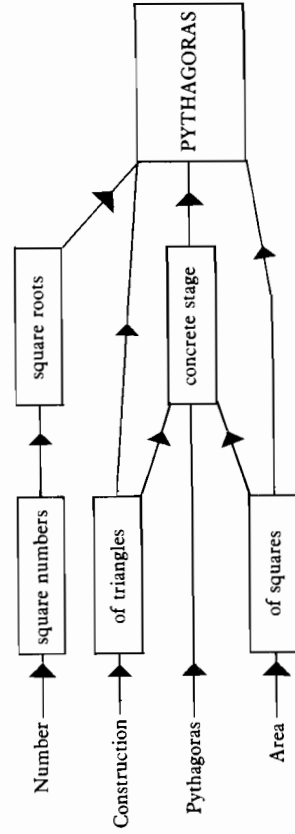 Number
square numbers
square roots
Construction
of triangles
Pythagoras
concrete stage
PYTHAGORAS
Area
of squares